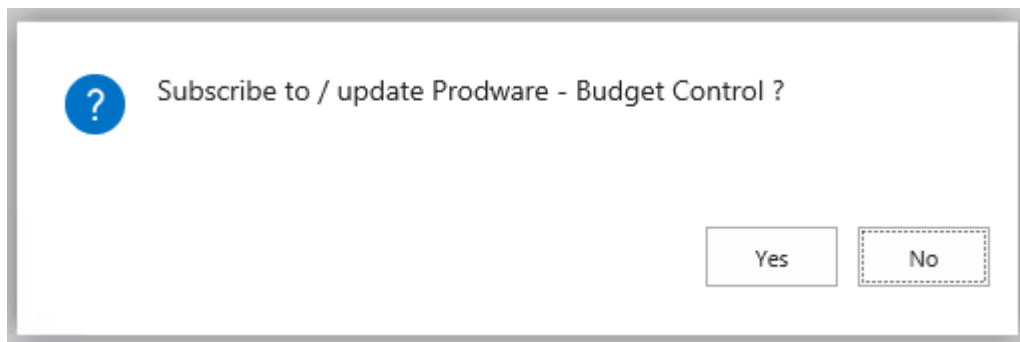 ?
Subscribe to / update Prodware - Budget Control ?
Yes
No